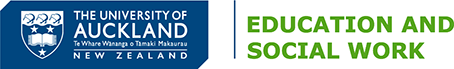 THE UNIVERSITY OF
AUCKLAND
Te Whare Wānanga o Tāmaki Makaurau
NEW ZEALAND
EDUCATION AND
SOCIAL WORK